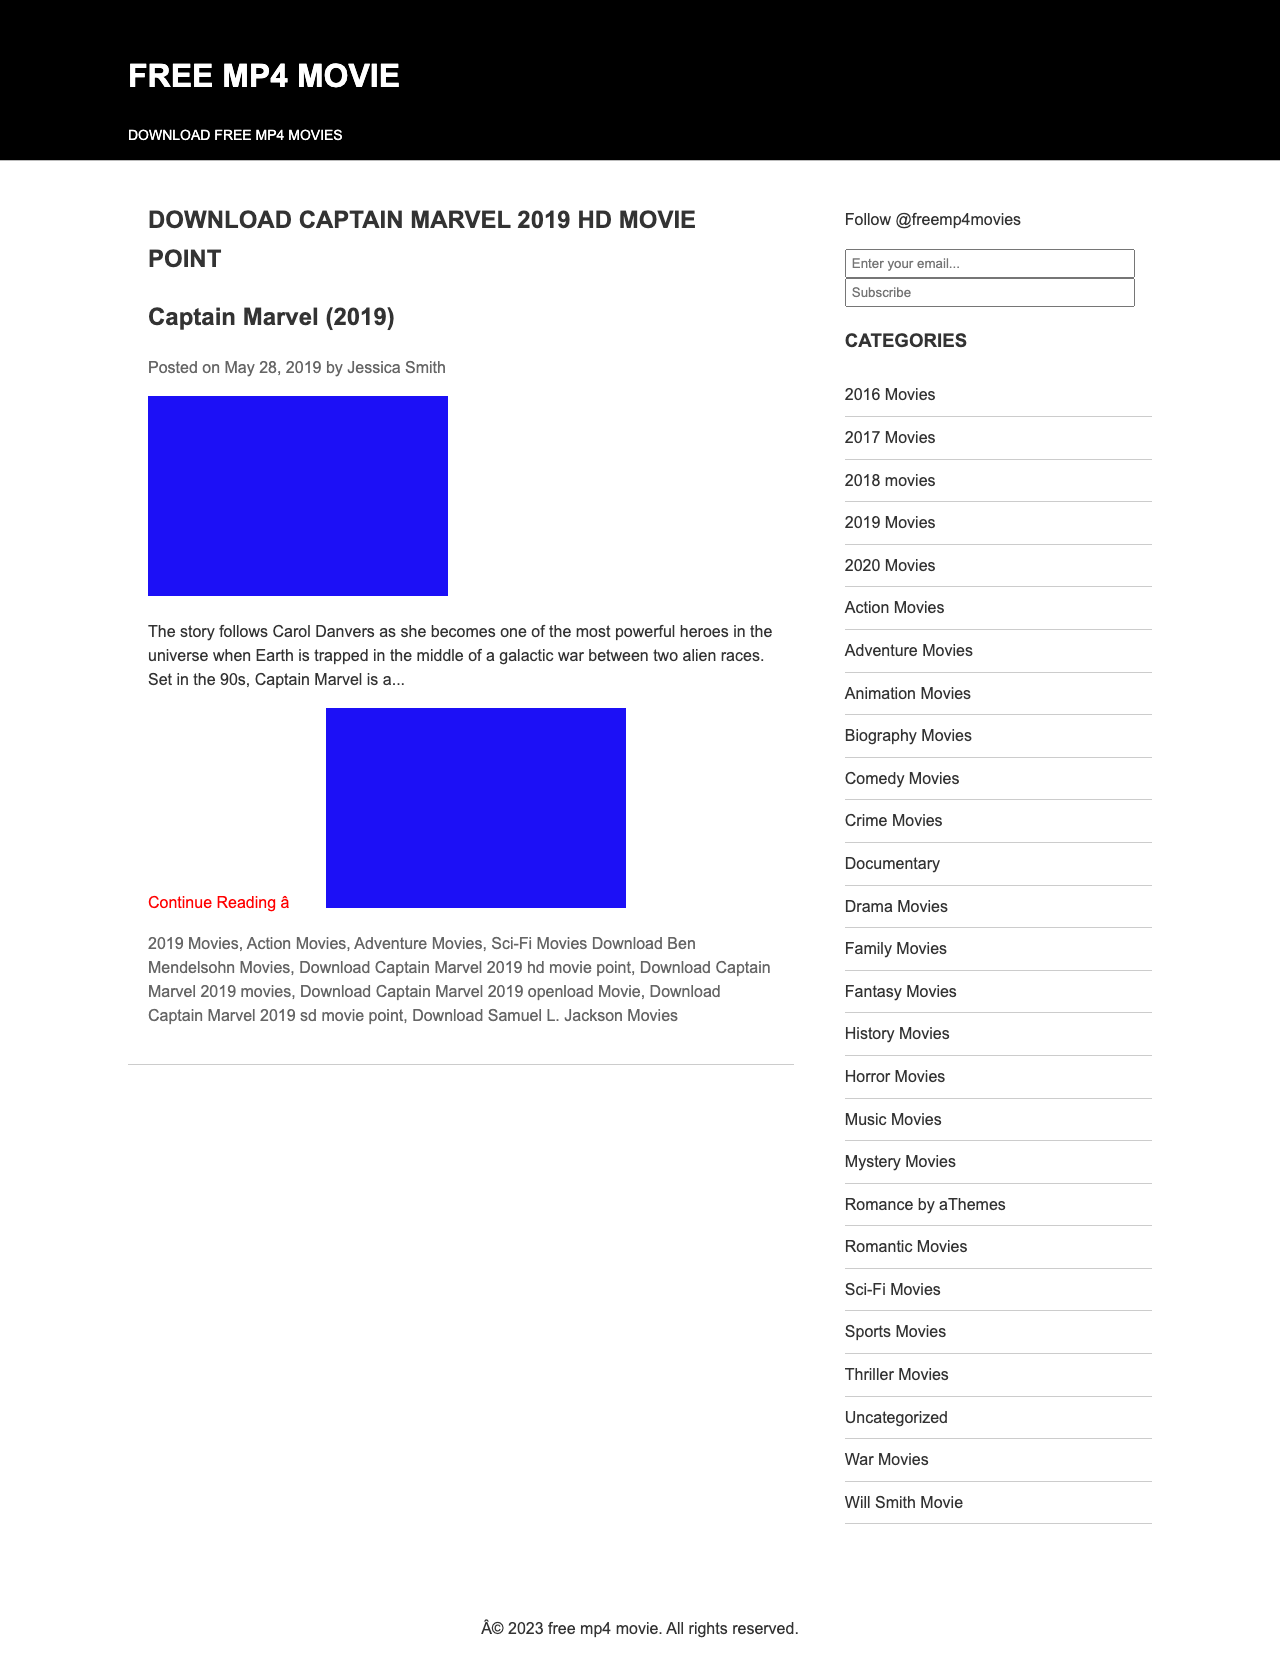 FREE MP4 MOVIE
DOWNLOAD FREE MP4 MOVIES
DOWNLOAD CAPTAIN MARVEL 2019 HD MOVIE
POINT
Captain Marvel (2019)
Posted on May 28, 2019 by Jessica Smith
The story follows Carol Danvers as she becomes one of the most powerful heroes in the
universe when Earth is trapped in the middle of a galactic war between two alien races.
Set in the 90s, Captain Marvel is a...
Continue Reading â
2019 Movies, Action Movies, Adventure Movies, Sci-Fi Movies Download Ben
Mendelsohn Movies, Download Captain Marvel 2019 hd movie point, Download Captain
Marvel 2019 movies, Download Captain Marvel 2019 openload Movie, Download
Captain Marvel 2019 sd movie point, Download Samuel L. Jackson Movies
Follow @freemp4movies
Enter your email...
Subscribe
CATEGORIES
2016 Movies
2017 Movies
2018 movies
2019 Movies
2020 Movies
Action Movies
Adventure Movies
Animation Movies
Biography Movies
Comedy Movies
Crime Movies
Documentary
Drama Movies
Family Movies
Fantasy Movies
History Movies
Horror Movies
Music Movies
Mystery Movies
Romance by aThemes
Romantic Movies
Sci-Fi Movies
Sports Movies
Thriller Movies
Uncategorized
War Movies
Will Smith Movie
Â© 2023 free mp4 movie. All rights reserved.